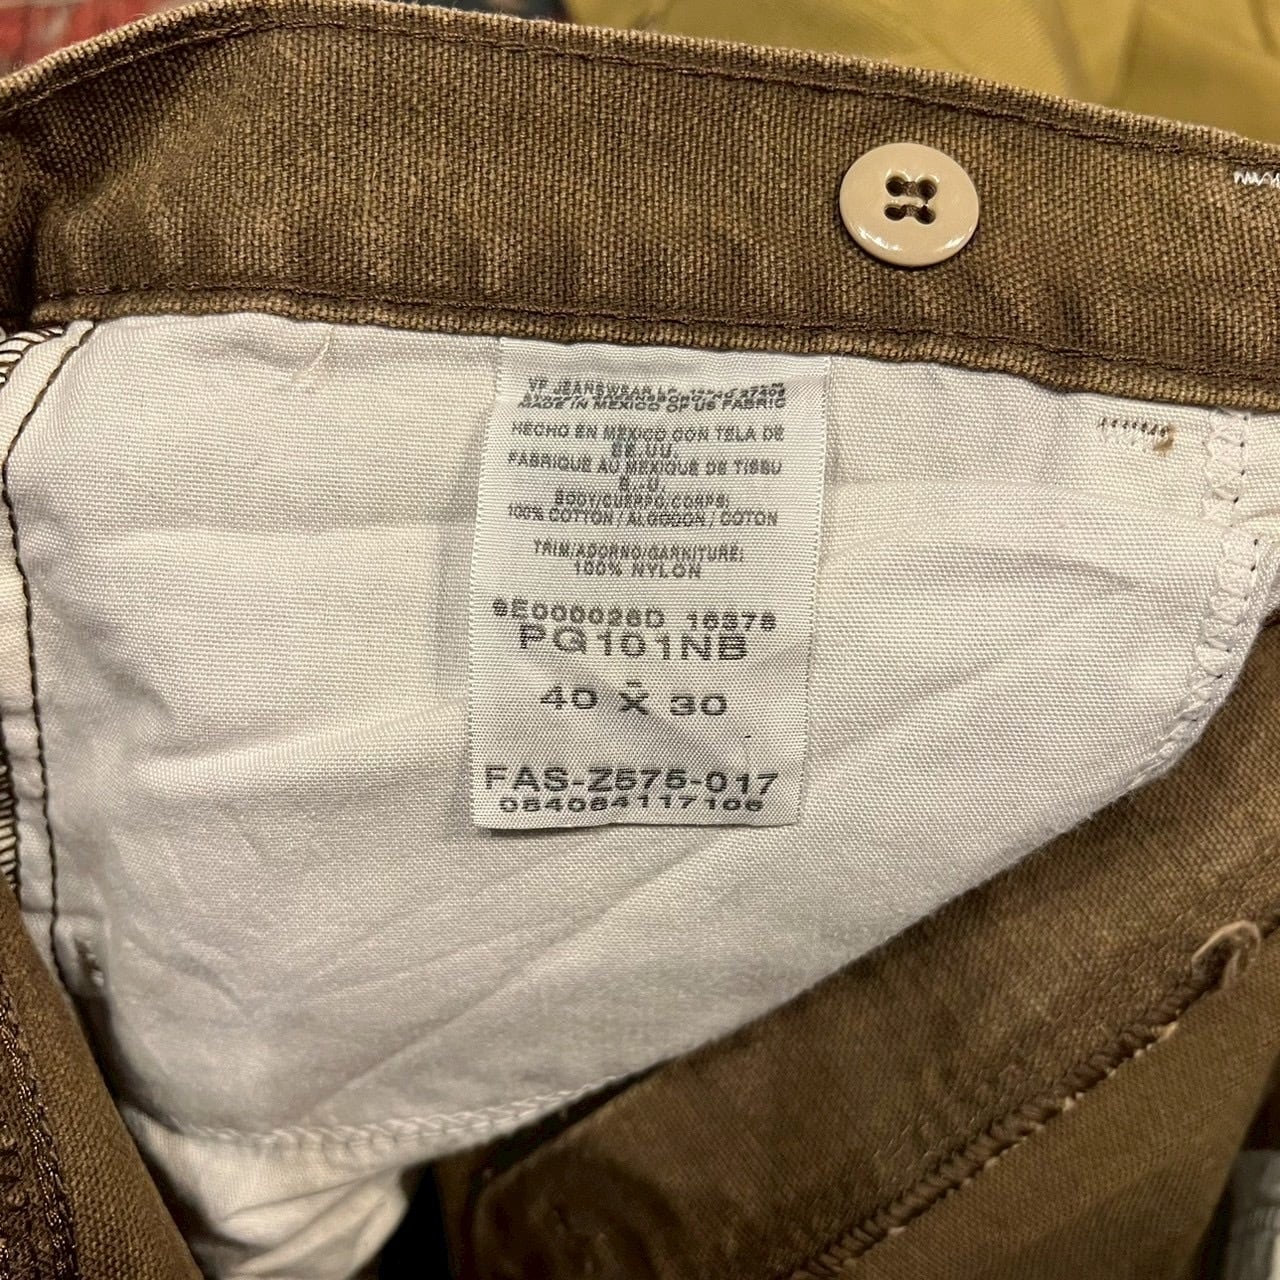 VF JEANSWEAR LP
MADE IN MEXICO OF US FABRIC
HECHO EN MEXICO CON TELA DE
EE.UU.
FABRIQUE AU MEXIQUE DE TISSU
E.-U.
BODY/CUERPO/CORPS:
100% COTTON / ALGODON / COTON
TRIM/ADORNO/GARNITURE:
100% NYLON
PG101NB
40 X 30
FAS-Z575-017